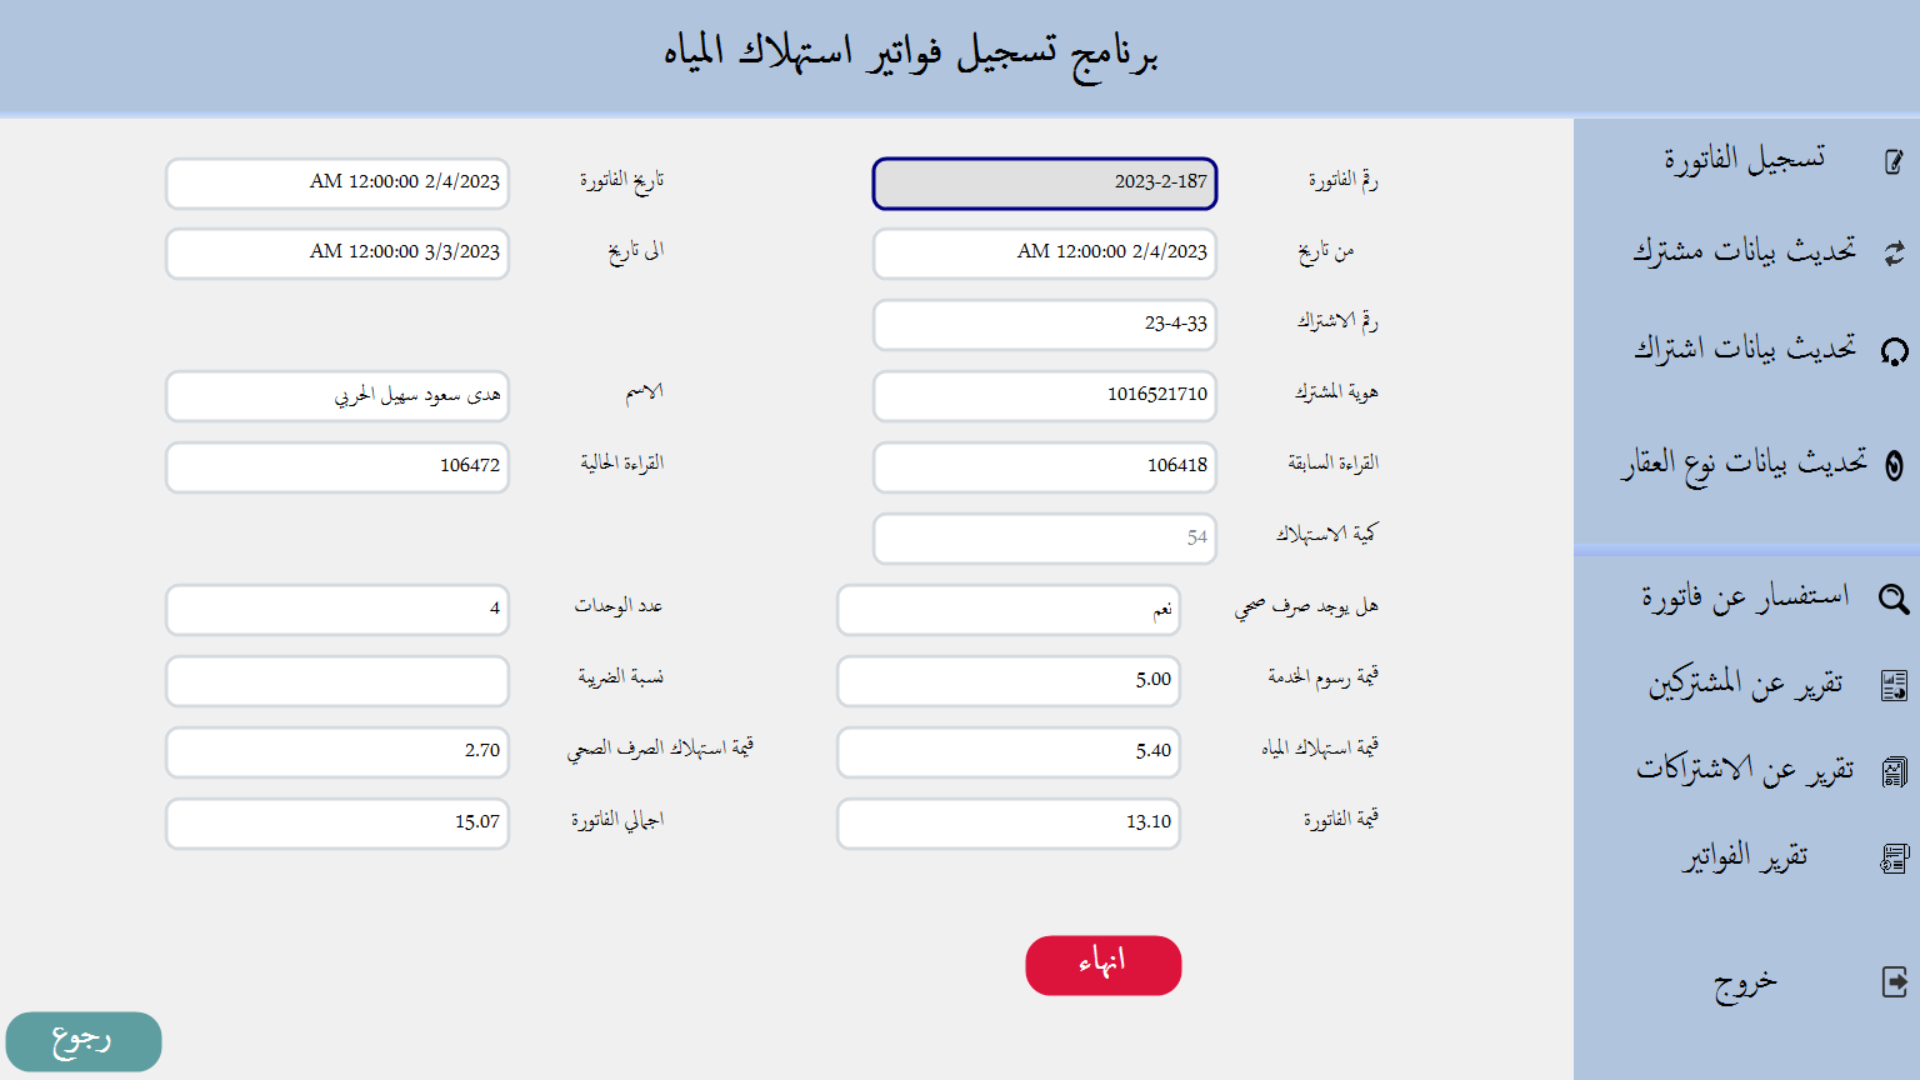 برنامج تسجيل فواتير استهلاك المياه
تسجيل الفاتورة
تحديث بيانات مشترك
تحديث بيانات اشتراك
تحديث بيانات نوع العقار
استفسار عن فاتورة
تقرير عن المشتركين
تقرير عن الاشتراكات
تقرير الفواتير
خروج
رقم الفاتورة 2023-2-187 تاريخ الفاتورة AM 12:00:00 2/4/2023
من تاريخ AM 12:00:00 2/4/2023 الى تاريخ AM 12:00:00 3/3/2023
رقم الاشتراك 23-4-33
هوية المشترك 1016521710 الاسم هدى سعود سهيل الحربي
القراءة السابقة 106418 القراءة الحالية 106472
كمية الاستهلاك 54
هل يوجد صرف صحي نعم عدد الوحدات 4
قيمة رسوم الخدمة 5.00 نسبة الضريبة
قيمة استهلاك المياه 5.40 قيمة استهلاك الصرف الصحي 2.70
قيمة الفاتورة 13.10 اجمالي الفاتورة 15.07
انهاء
رجوع